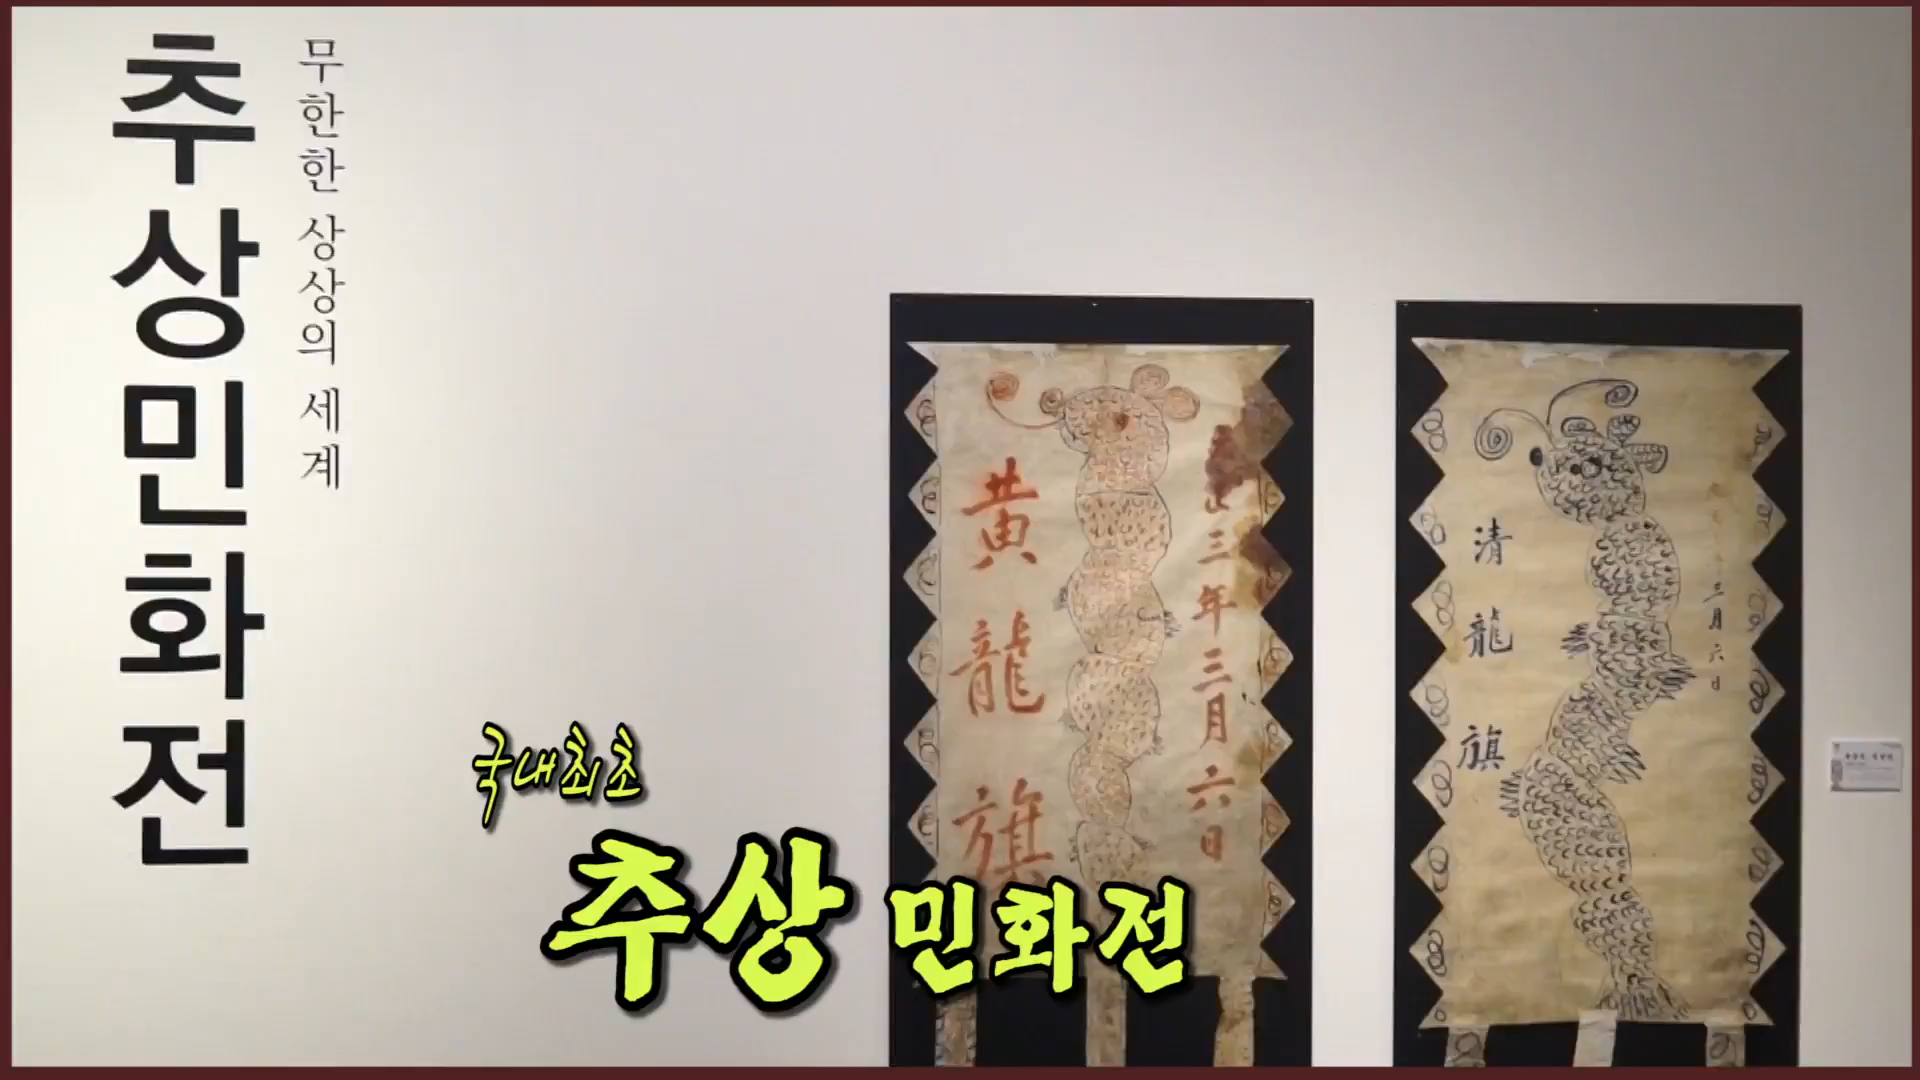 추상민화전
무한한 상상의 세계
국내최초
추상 민화전
黄龍旗
三年三月六日
清龍旗
三月六日